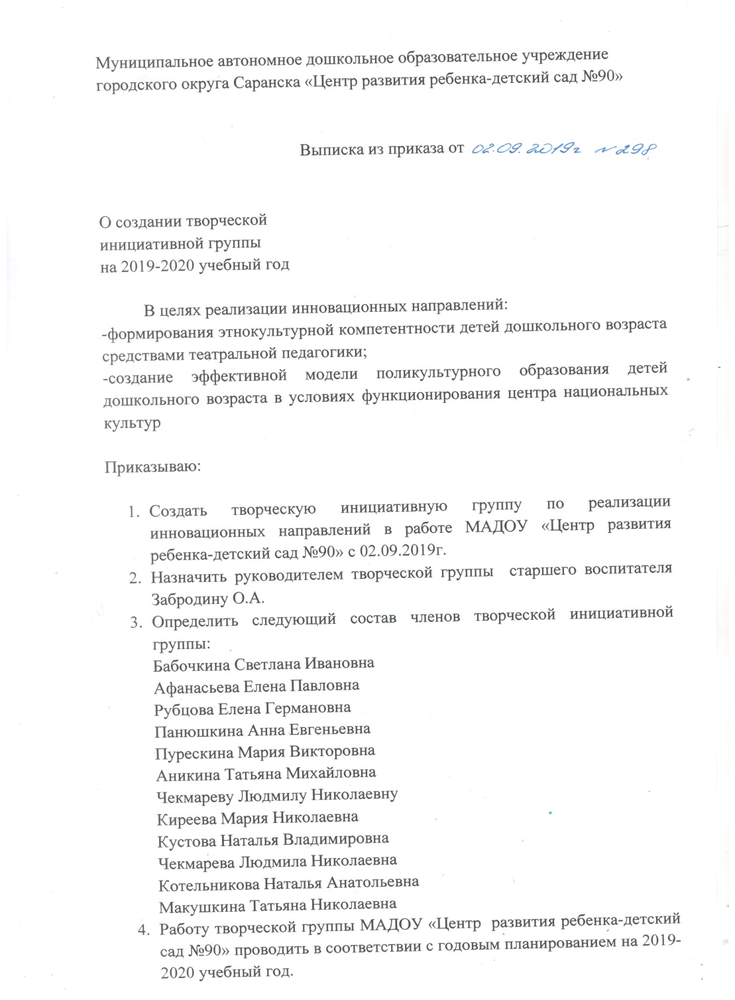 Муниципальное автономное дошкольное образовательное учреждение
городского округа Саранска «Центр развития ребенка-детский сад №90»
Выписка из приказа от 02.09.2019г №298
О создании творческой
инициативной группы
на 2019-2020 учебный год
В целях реализации инновационных направлений:
-формирования этнокультурной компетентности детей дошкольного возраста
средствами театральной педагогики;
-создание эффективной модели поликультурного образования детей
дошкольного возраста в условиях функционирования центра национальных
культур
Приказываю:
1. Создать творческую инициативную группу по реализации
инновационных направлений в работе МАДОУ «Центр развития
ребенка-детский сад №90» с 02.09.2019г.
2. Назначить руководителем творческой группы старшего воспитателя
Забродину О.А.
3. Определить следующий состав членов творческой инициативной
группы:
Бабочкина Светлана Ивановна
Афанасьева Елена Павловна
Рубцова Елена Германовна
Панюшкина Анна Евгеньевна
Пурескина Мария Викторовна
Аникина Татьяна Михайловна
Чекмареву Людмилу Николаевну
Киреева Мария Николаевна
Кустова Наталья Владимировна
Чекмарева Людмила Николаевна
Котельникова Наталья Анатольевна
Макушкина Татьяна Николаевна
4. Работу творческой группы МАДОУ «Центр развития ребенка-детский
сад №90» проводить в соответствии с годовым планированием на 2019-
2020 учебный год.